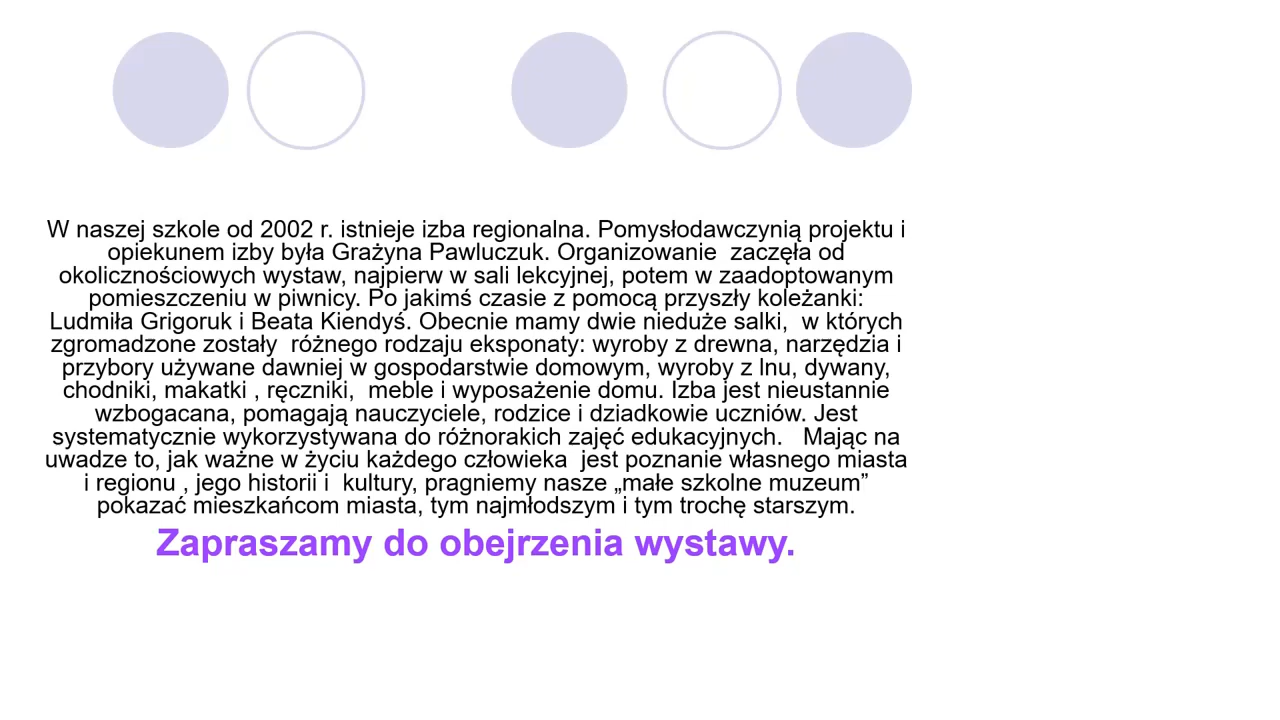 W naszej szkole od 2002 r. istnieje izba regionalna. Pomysłodawczynią projektu i
opiekunem izby była Grażyna Pawluczuk. Organizowanie  zaczęła od
okolicznościowych wystaw, najpierw w sali lekcyjnej, potem w zaadoptowanym
pomieszczeniu w piwnicy. Po jakimś czasie z pomocą przyszły koleżanki:
Ludmiła Grigoruk i Beata Kiendyś. Obecnie mamy dwie nieduże salki,  w których
zgromadzone zostały  różnego rodzaju eksponaty: wyroby z drewna, narzędzia i
przybory używane dawniej w gospodarstwie domowym, wyroby z lnu, dywany,
chodniki, makatki , ręczniki,  meble i wyposażenie domu. Izba jest nieustannie
wzbogacana, pomagają nauczyciele, rodzice i dziadkowie uczniów. Jest
systematycznie wykorzystywana do różnorakich zajęć edukacyjnych.   Mając na
uwadze to, jak ważne w życiu każdego człowieka  jest poznanie własnego miasta
i regionu , jego historii i  kultury, pragniemy nasze „małe szkolne muzeum”
pokazać mieszkańcom miasta, tym najmłodszym i tym trochę starszym.
Zapraszamy do obejrzenia wystawy.